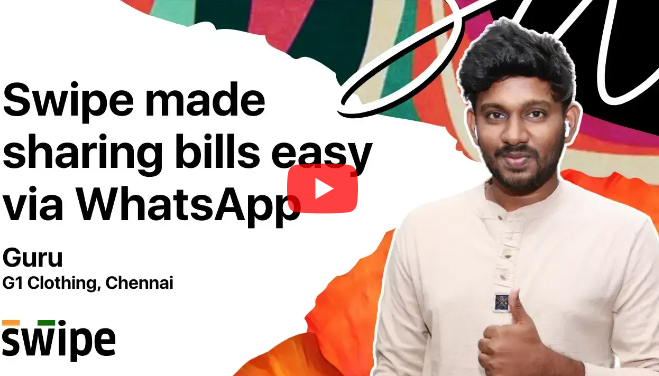 Swipe made
sharing bills easy
via WhatsApp
Guru
G1 Clothing, Chennai
swipe